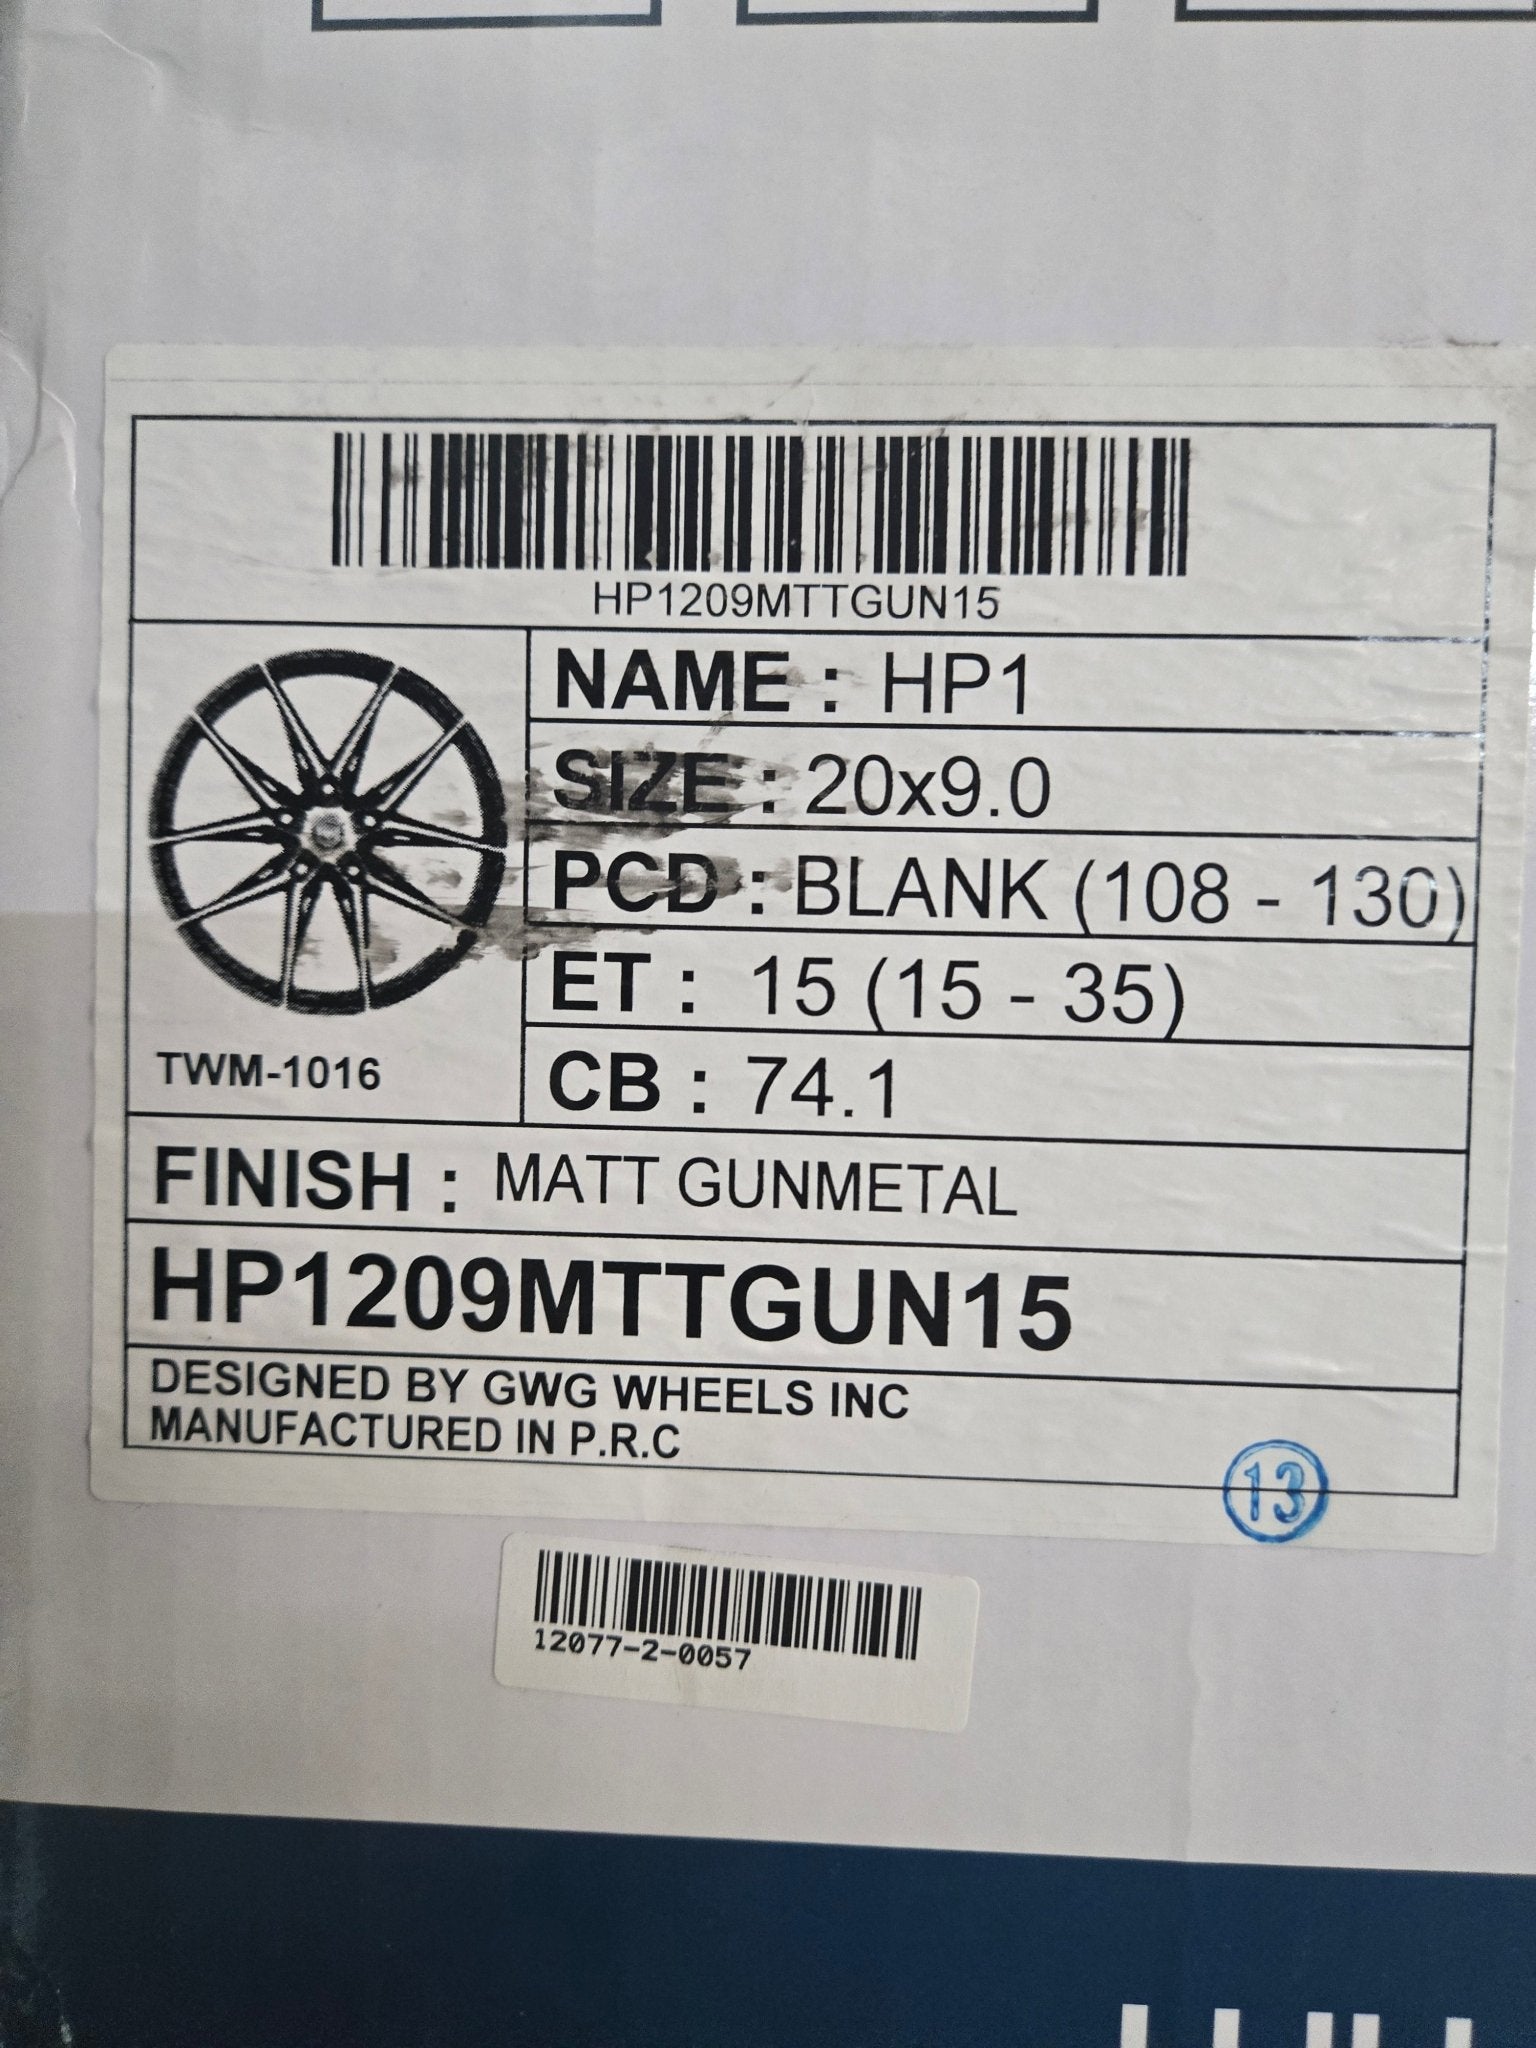 HP1209MTTGUN15
NAME : HP1
SIZE : 20x9.0
PCD : BLANK (108 - 130)
ET : 15 (15 - 35)
CB : 74.1
TWM-1016
FINISH : MATT GUNMETAL
HP1209MTTGUN15
DESIGNED BY GWG WHEELS INC
MANUFACTURED IN P.R.C
13
12077-2-0057